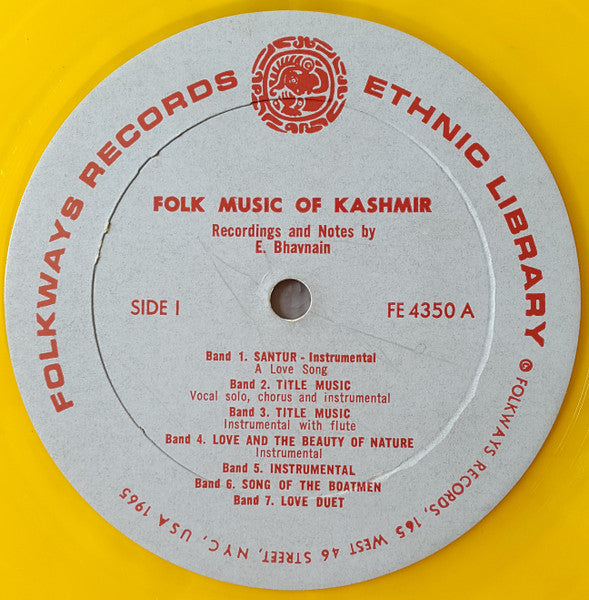 FOLKWAYS RECORDS ETHNIC LIBRARY
FOLK MUSIC OF KASHMIR
Recordings and Notes by
E. Bhavnain
SIDE I
FE 4350 A
Band 1. SANTUR - Instrumental
A Love Song
Band 2. TITLE MUSIC
Vocal solo, chorus and instrumental
Band 3. TITLE MUSIC
Instrumental with flute
Band 4. LOVE AND THE BEAUTY OF NATURE
Instrumental
Band 5. INSTRUMENTAL
Band 6. SONG OF THE BOATMEN
Band 7. LOVE DUET
© FOLKWAYS RECORDS, 165 WEST 46 STREET, NYC, USA 1965